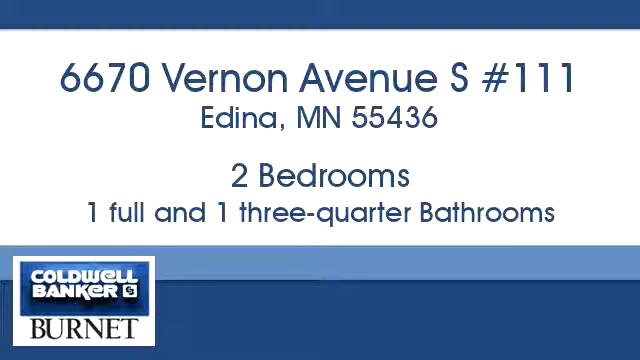 6670 Vernon Avenue S #111
Edina, MN 55436
2 Bedrooms
1 full and 1 three-quarter Bathrooms
COLDWELL
BANKER
BURNET